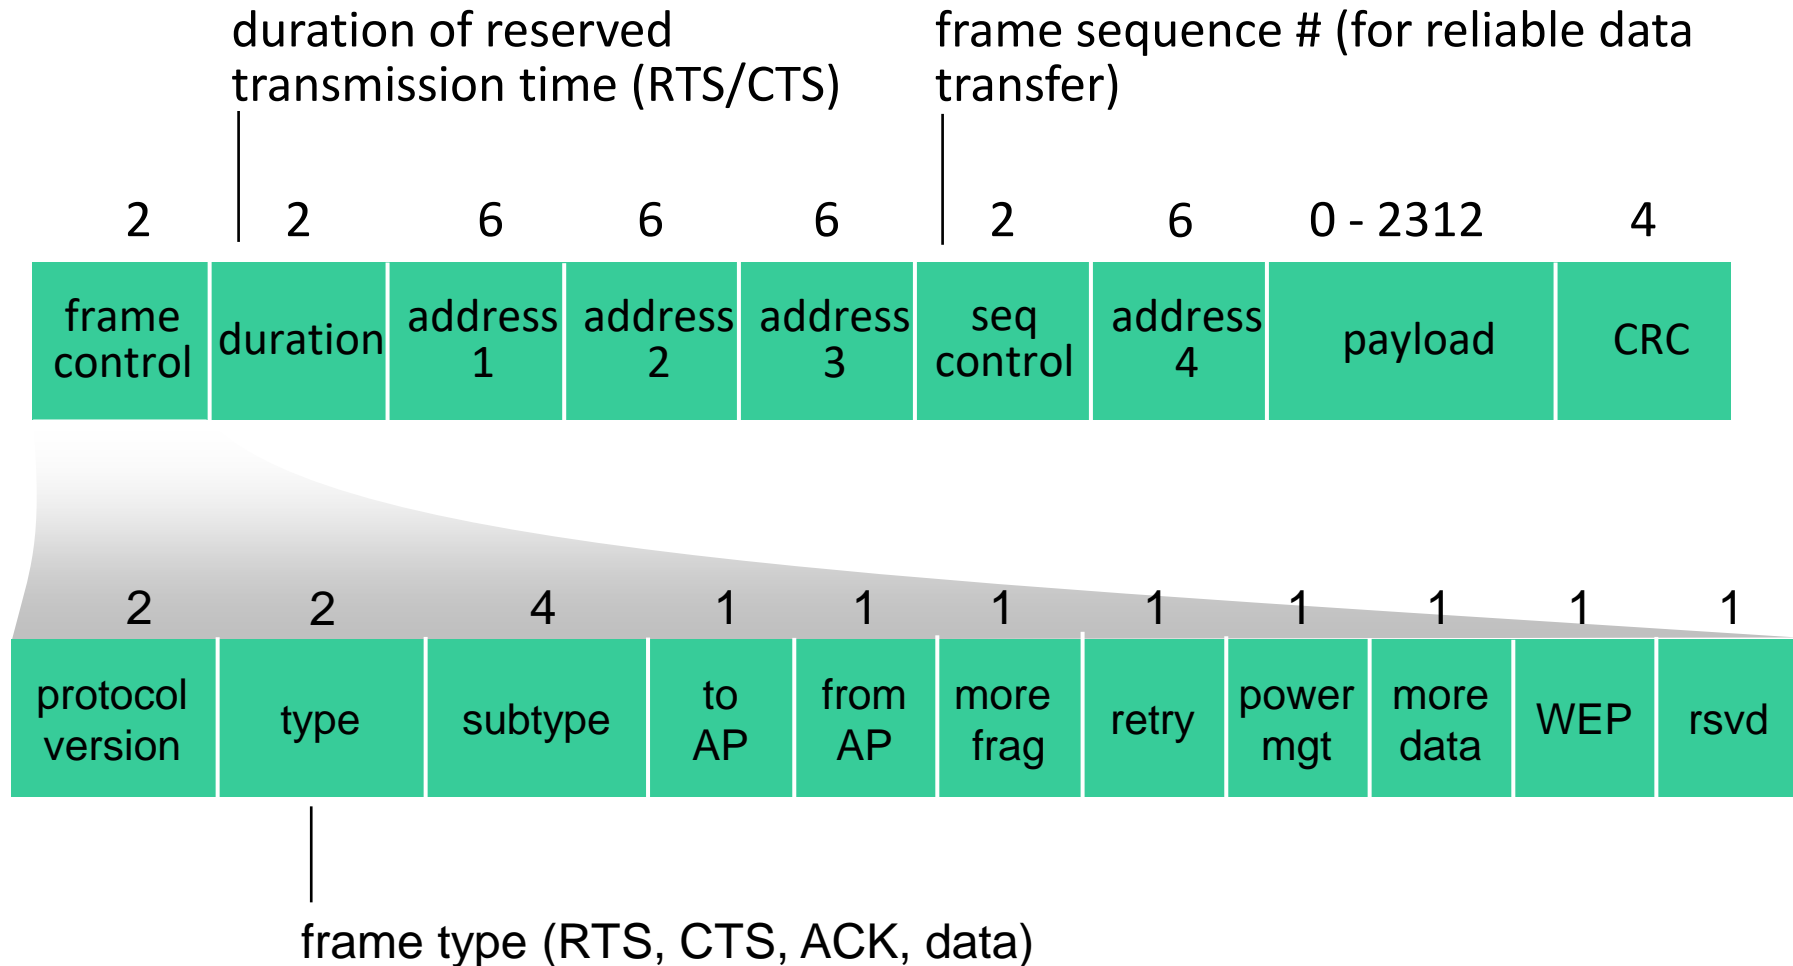 duration of reserved
transmission time (RTS/CTS)
frame sequence # (for reliable data
transfer)
2 2 6 6 6 2 6 0 - 2312 4
frame
control
duration
address
1
address
2
address
3
seq
control
address
4
payload
CRC
2 2 4 1 1 1 1 1 1 1 1
protocol
version
type
subtype
to
AP
from
AP
more
frag
retry
power
mgt
more
data
WEP
rsvd
frame type (RTS, CTS, ACK, data)